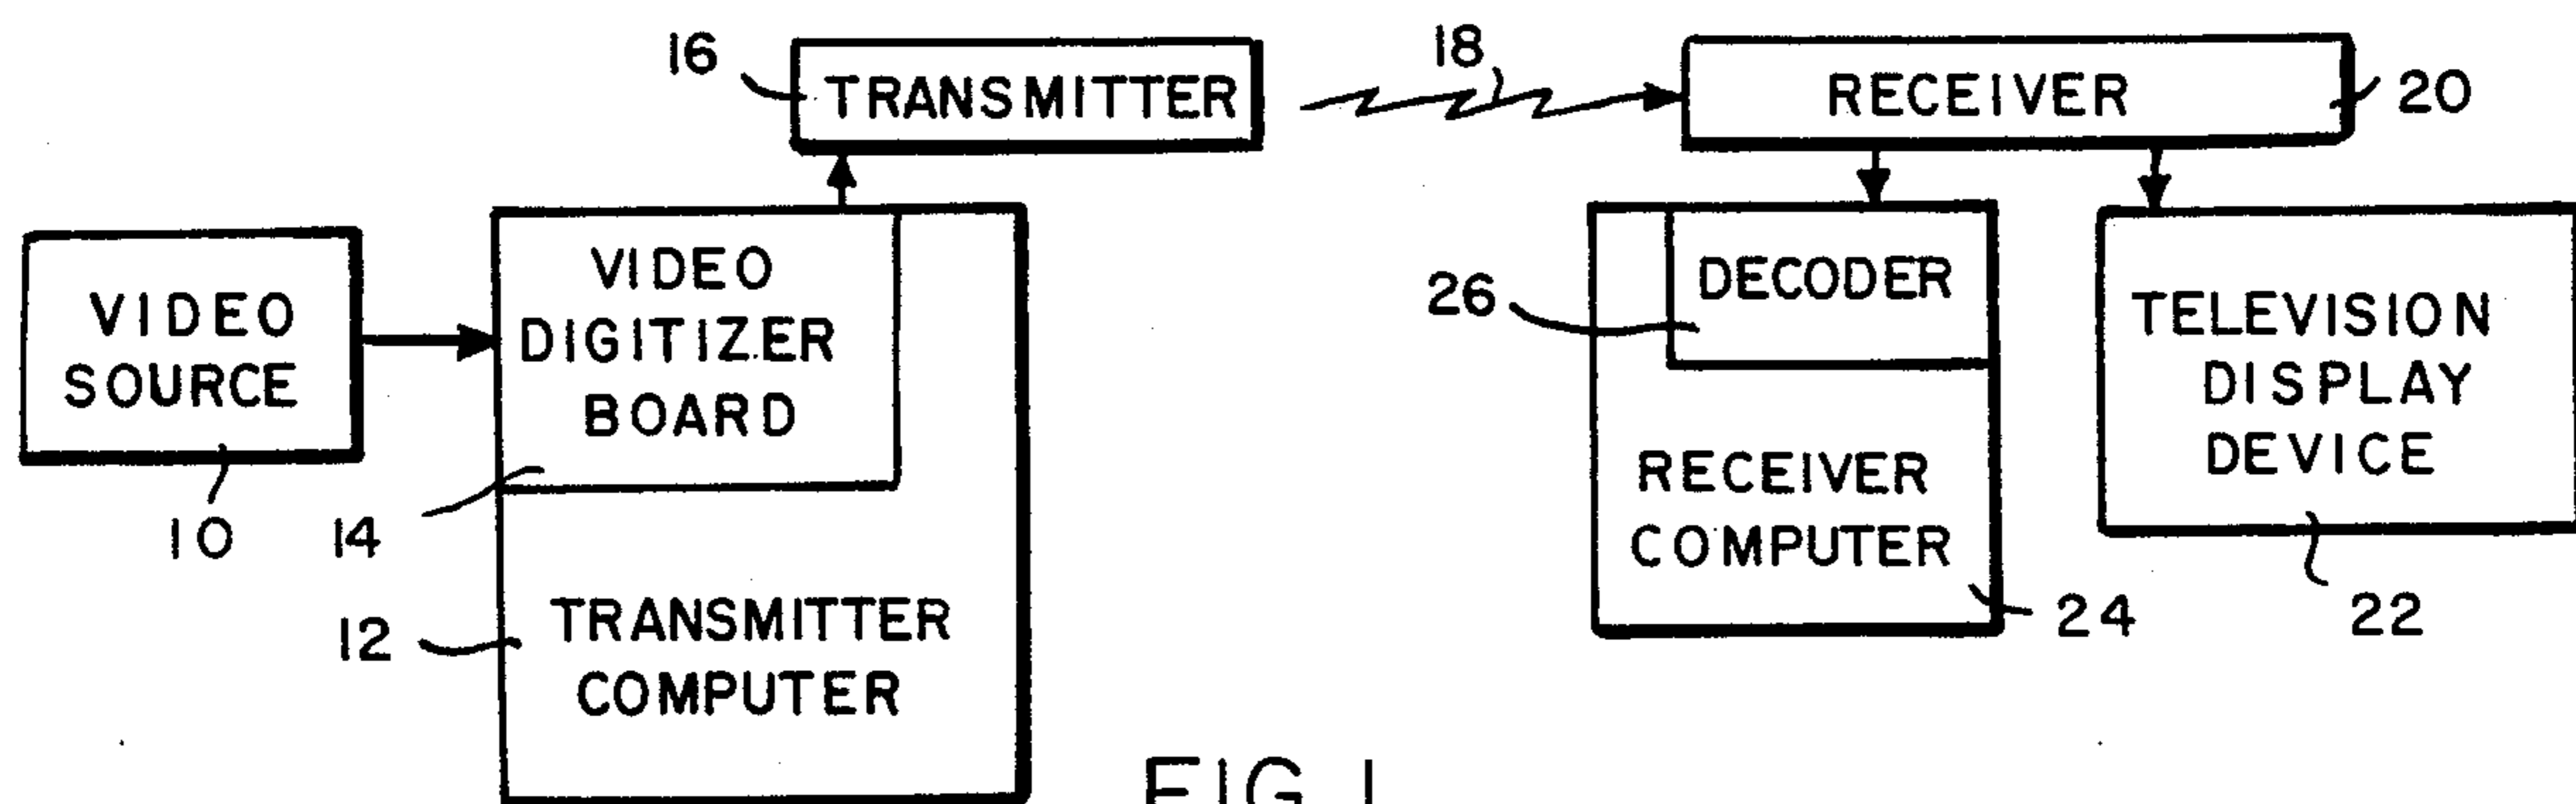 16
TRANSMITTER
18
RECEIVER
20
VIDEO
SOURCE
10
VIDEO
DIGITIZER
BOARD
14
TRANSMITTER
COMPUTER
12
DECODER
26
RECEIVER
COMPUTER
24
TELEVISION
DISPLAY
DEVICE
22
FIG. 1